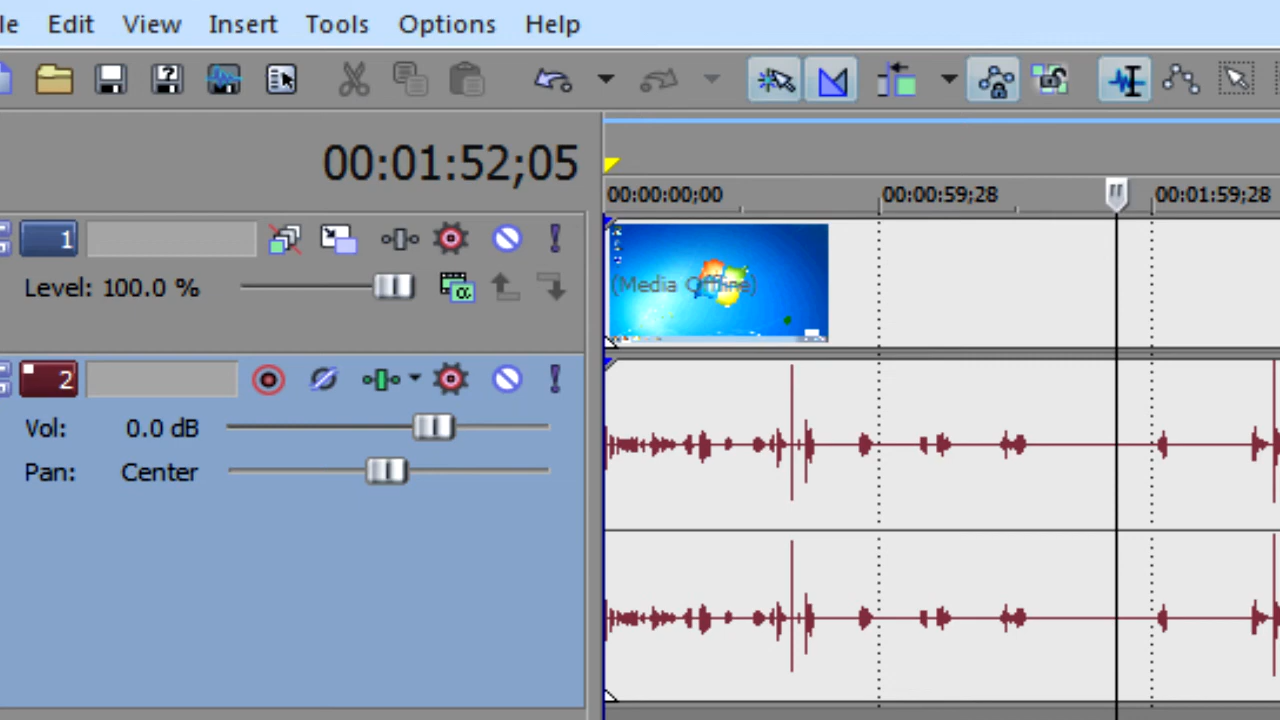 le Edit View Insert Tools Options Help
00:01:52;05
00:00:00;00 00:00:59;28 00:01:59;28
1
Level: 100.0 %
(Media Offline)
2
Vol: 0.0 dB
Pan: Center